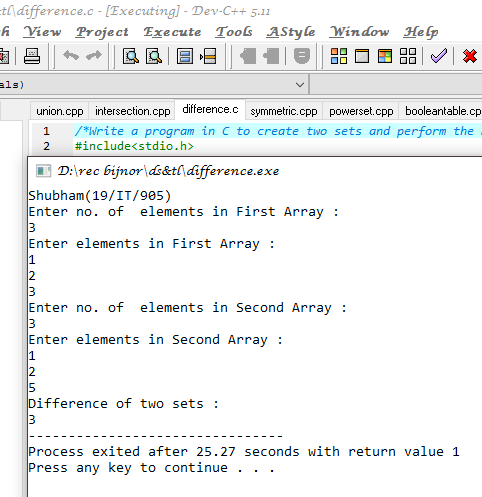 &tl\difference.c - [Executing] - Dev-C++ 5.11
h View Project Execute Tools AStyle Window Help
als)
union.cpp intersection.cpp difference.c symmetric.cpp powerset.cpp booleantable.cp
1 /*Write a program in C to create two sets and perform the
2 #include<stdio.h>
D:\rec bijnor\ds&tl\difference.exe
Shubham(19/IT/905)
Enter no. of  elements in First Array :
3
Enter elements in First Array :
1
2
3
Enter no. of  elements in Second Array :
3
Enter elements in Second Array :
1
2
5
Difference of two sets :
3
--------------------------------
Process exited after 25.27 seconds with return value 1
Press any key to continue . . .